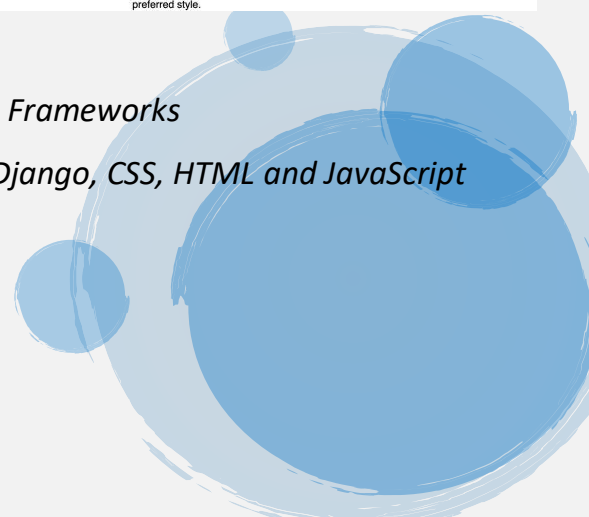 preferred style.
Frameworks
Django, CSS, HTML and JavaScript